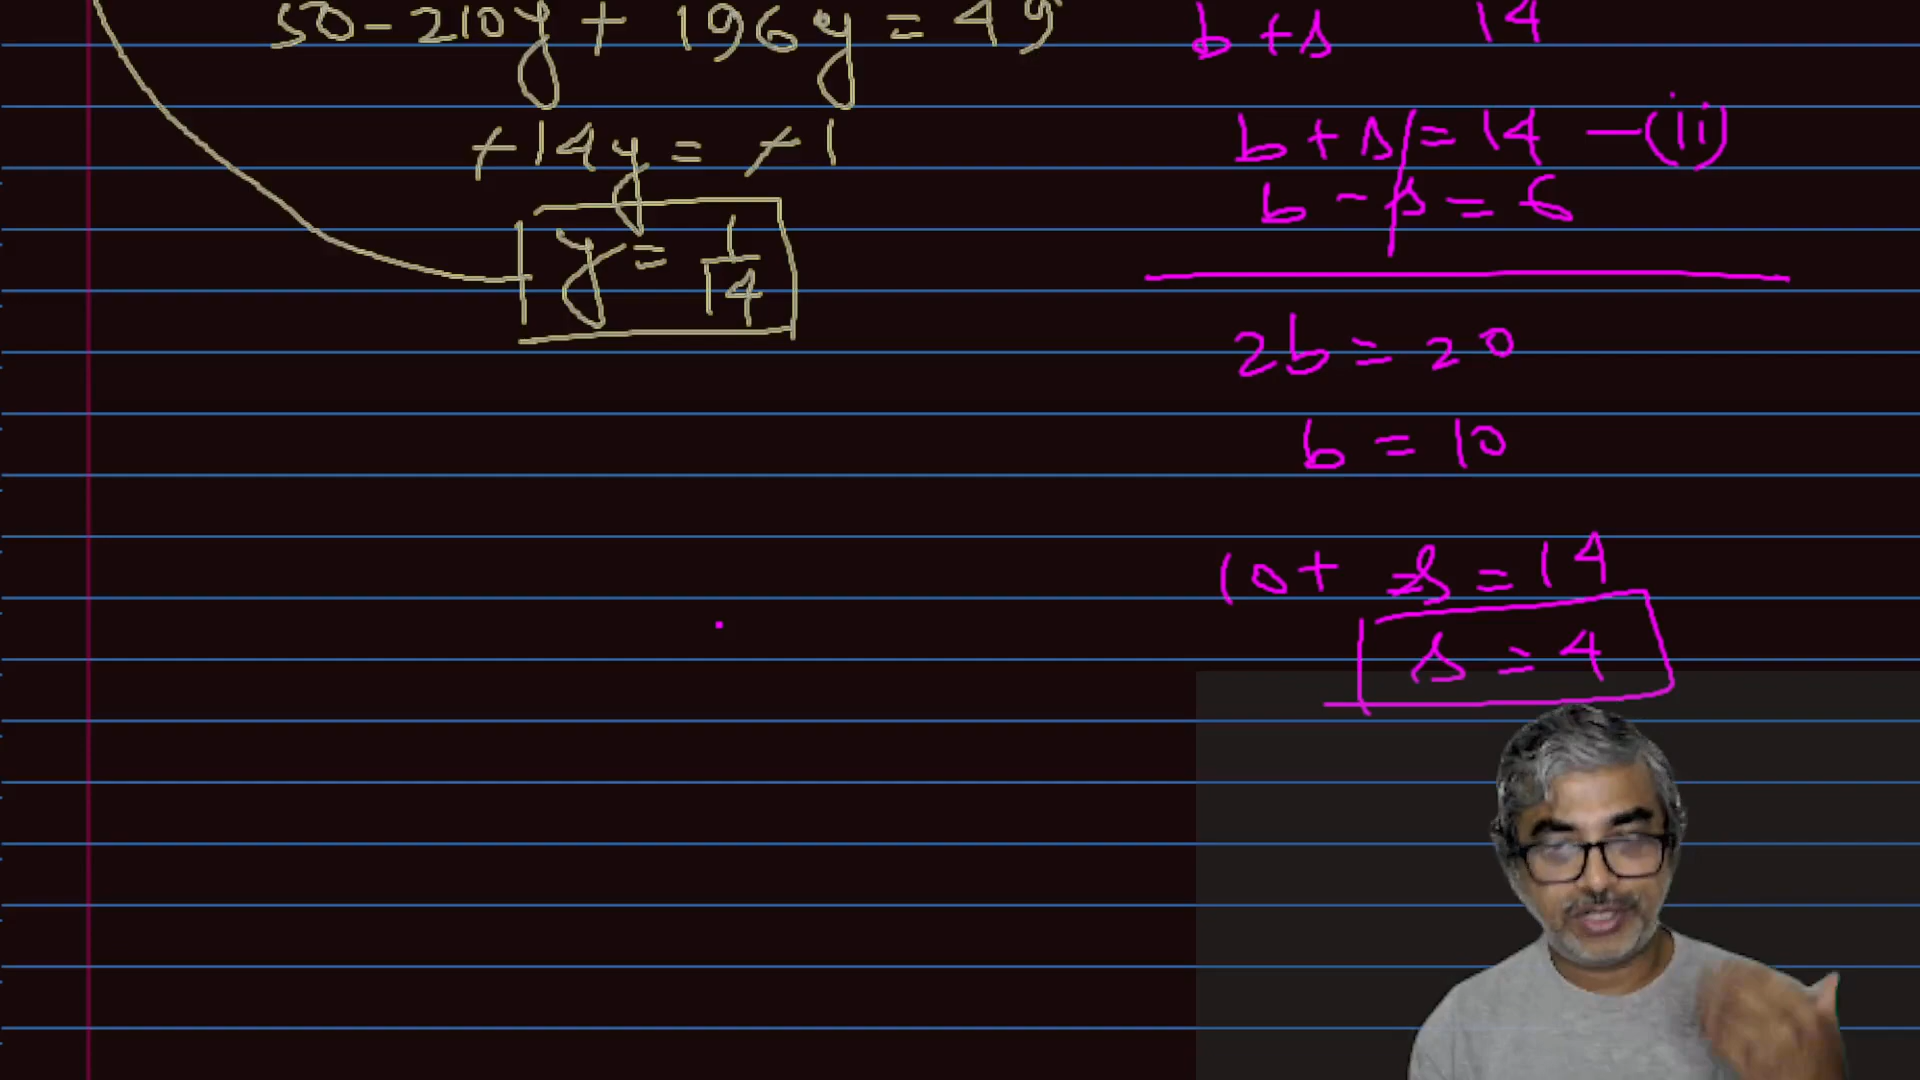 50-210y + 196y = 49
+14y = +1
y = 1/14
b+s 14
b + s = 14 - (ii)
b - s = 6
2b = 20
b = 10
10 + s = 14
s = 4